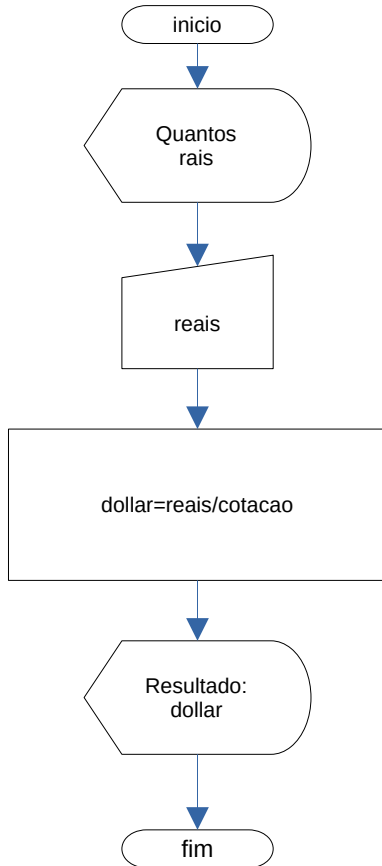 inicio
Quantos
rais
reais
dollar=reais/cotacao
Resultado:
dollar
fim